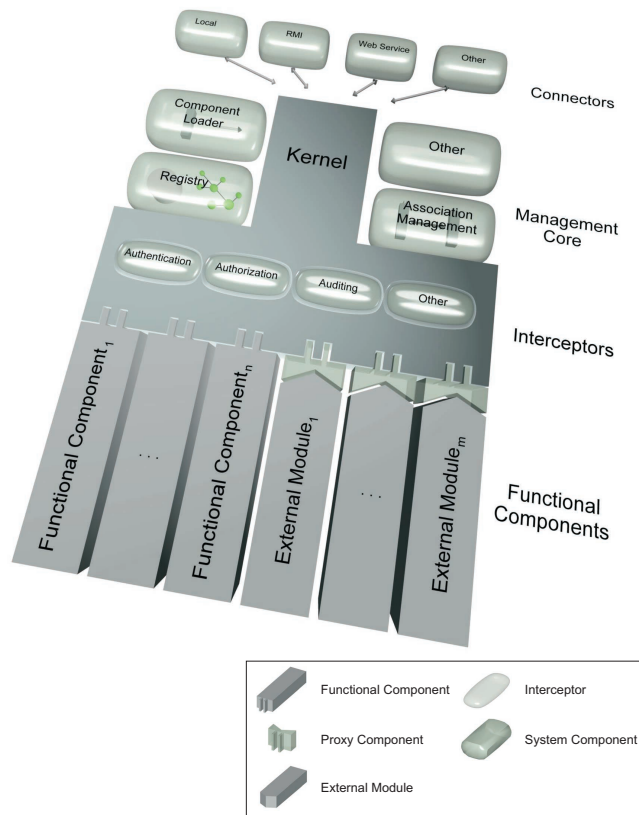 Local
RMI
Web Service
Other
Connectors
Component
Loader
Kernel
Other
Registry
Association
Management
Management
Core
Authentication
Authorization
Auditing
Other
Interceptors
Functional Component1
. . .
Functional Componentn
External Module1
. . .
External Modulem
Functional
Components
Functional Component
Interceptor
Proxy Component
System Component
External Module